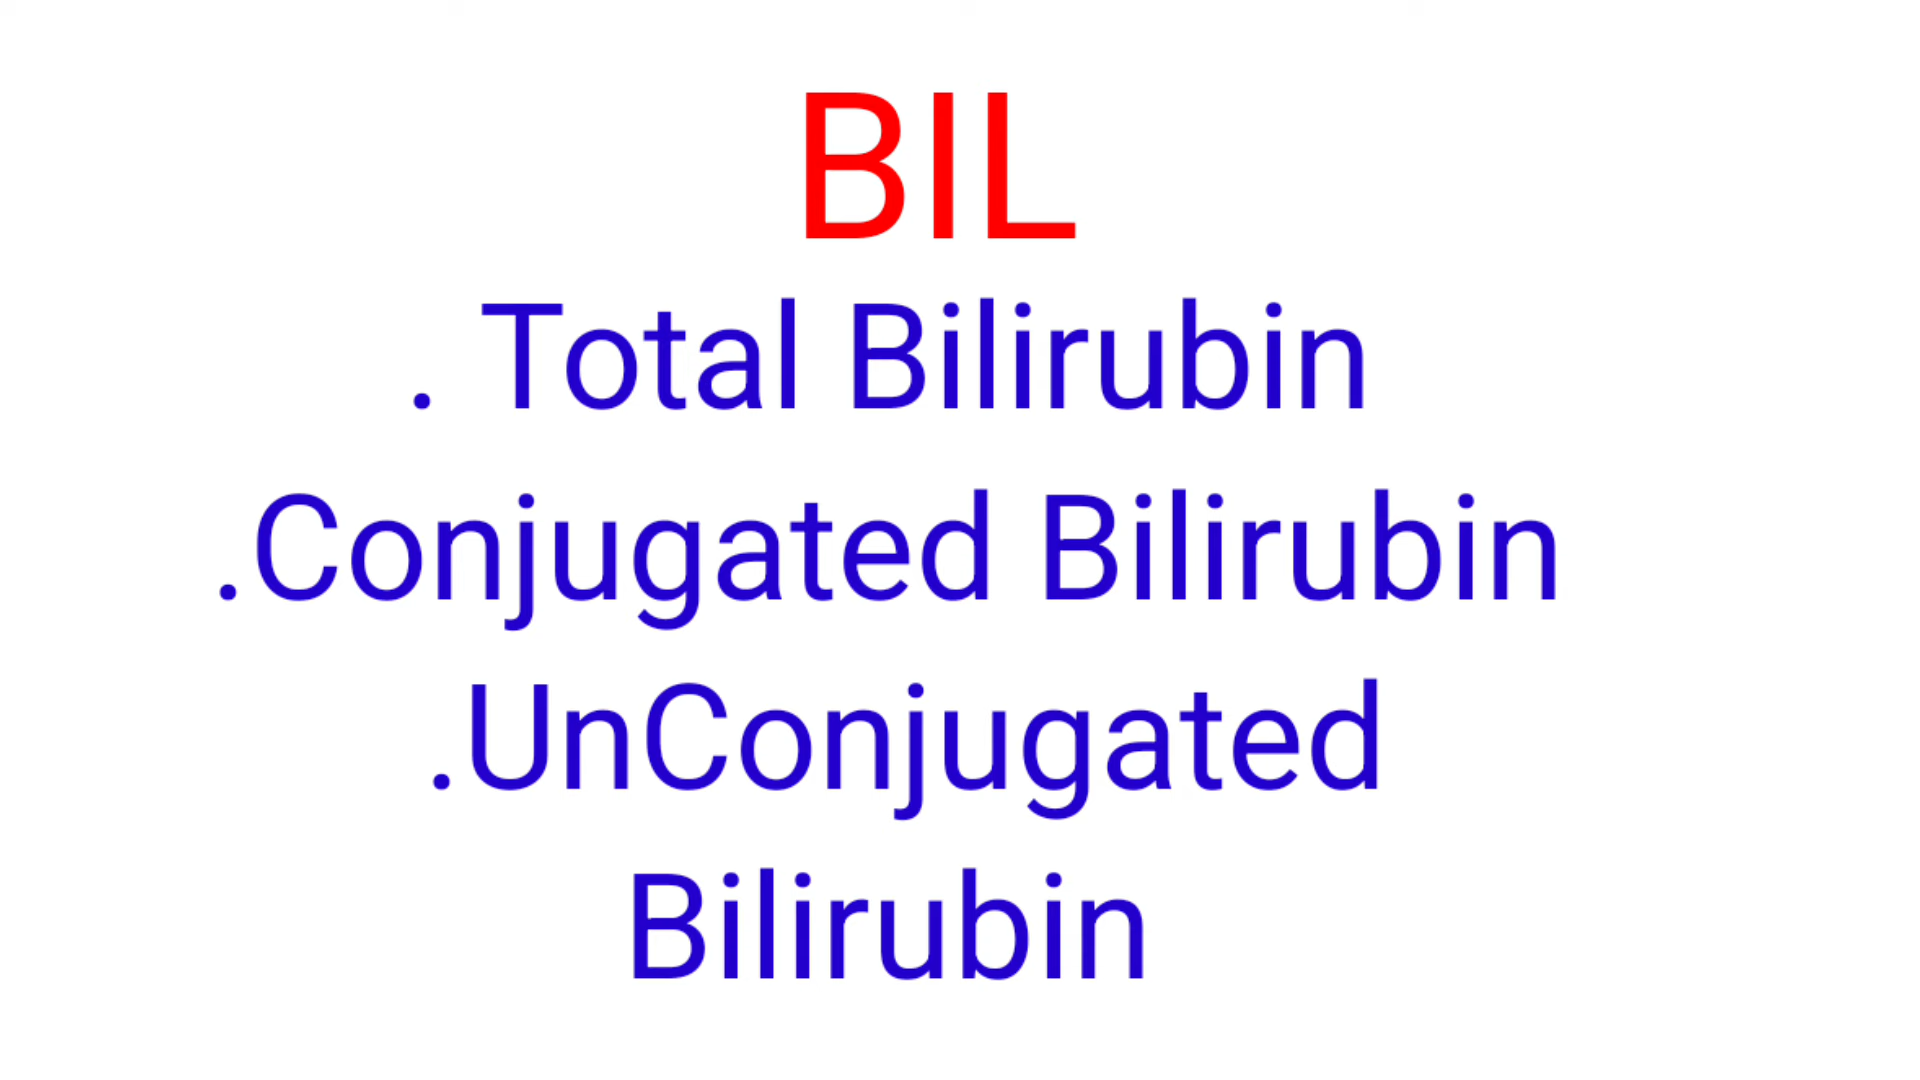 BIL
. Total Bilirubin
.Conjugated Bilirubin
.UnConjugated
Bilirubin